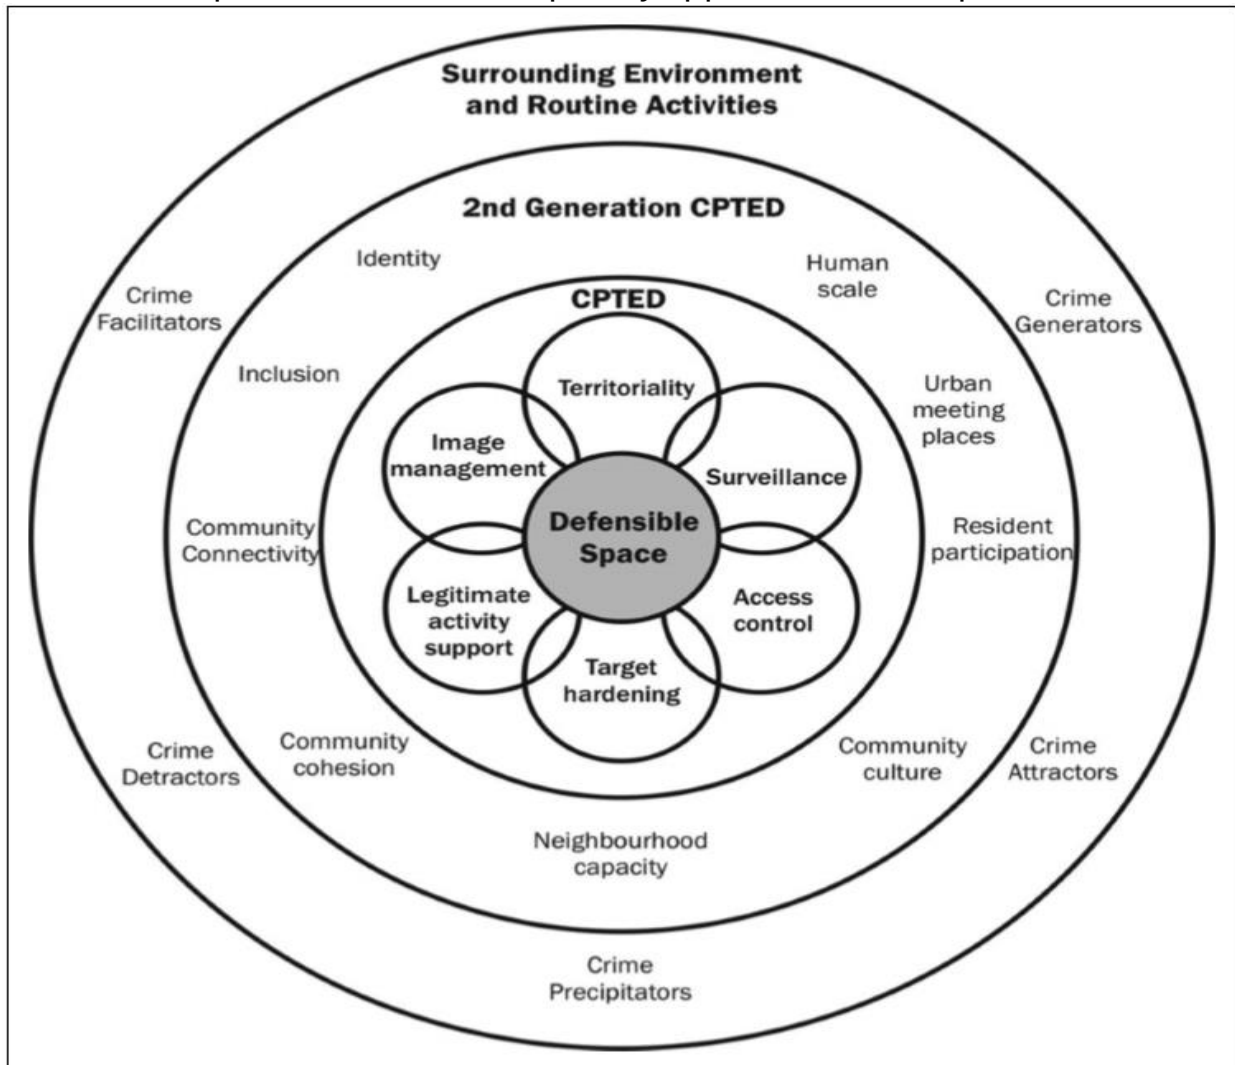 Surrounding Environment
and Routine Activities
2nd Generation CPTED
Identity
Human
scale
CPTED
Crime
Facilitators
Crime
Generators
Inclusion
Territoriality
Urban
meeting
places
Image
management
Surveillance
Defensible
Space
Community
Connectivity
Resident
participation
Legitimate
activity
support
Access
control
Target
hardening
Crime
Detractors
Community
cohesion
Community
culture
Crime
Attractors
Neighbourhood
capacity
Crime
Precipitators